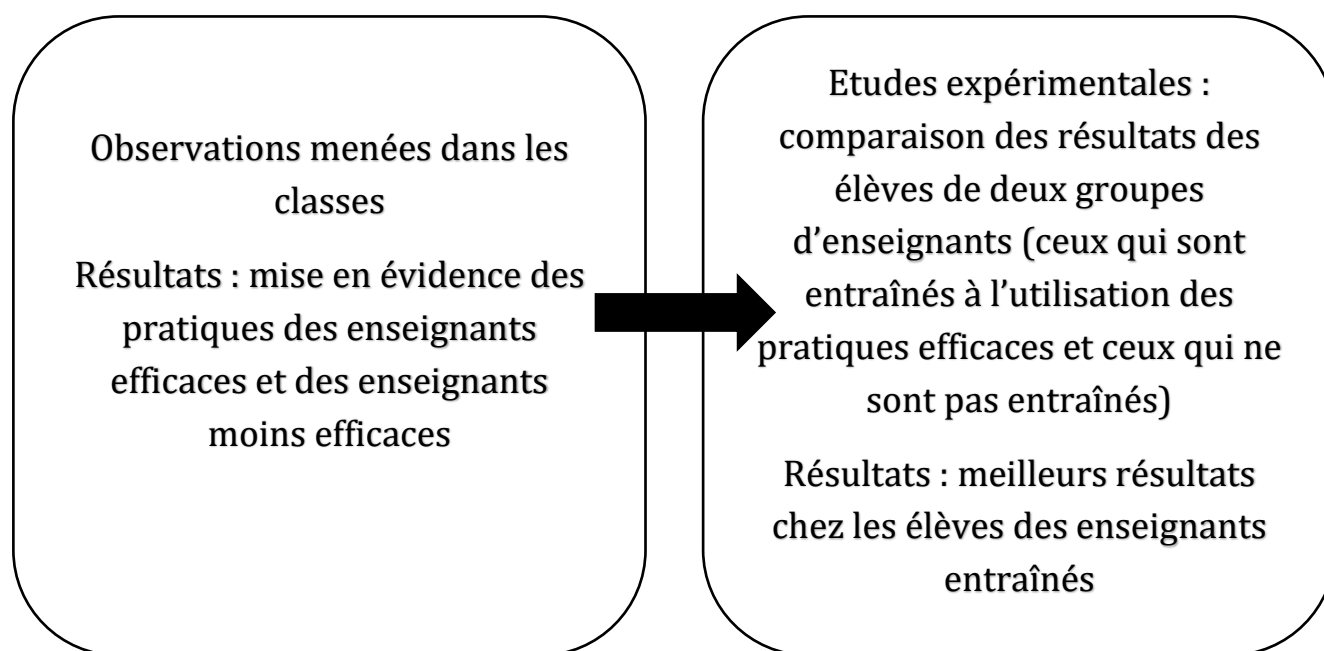 Observations menées dans les
classes
Résultats : mise en évidence des
pratiques des enseignants
efficaces et des enseignants
moins efficaces
Etudes expérimentales :
comparaison des résultats des
élèves de deux groupes
d’enseignants (ceux qui sont
entraînés à l’utilisation des
pratiques efficaces et ceux qui ne
sont pas entraînés)
Résultats : meilleurs résultats
chez les élèves des enseignants
entraînés